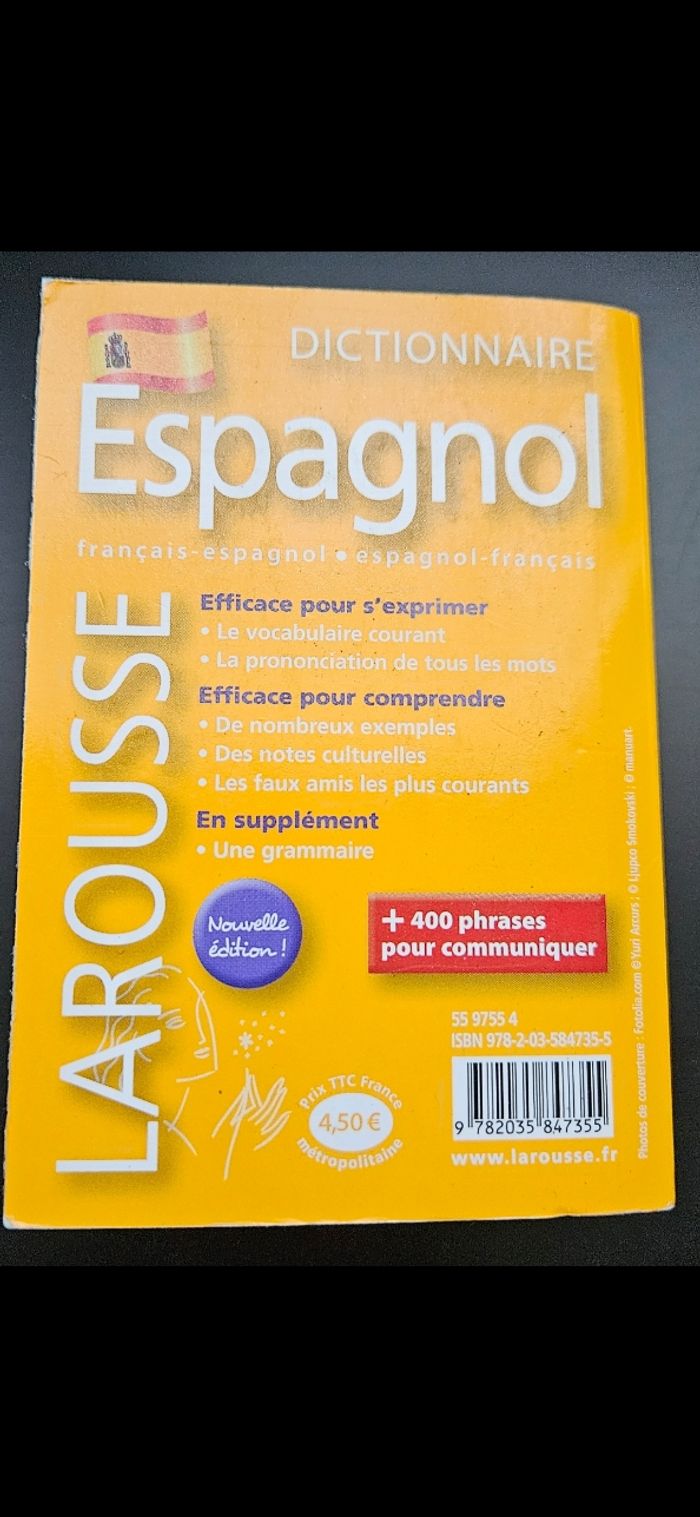 DICTIONNAIRE
Espagnol
français-espagnol • espagnol-français
LAROUSSE
Efficace pour s'exprimer
• Le vocabulaire courant
• La prononciation de tous les mots
Efficace pour comprendre
• De nombreux exemples
• Des notes culturelles
• Les faux amis les plus courants
En supplément
• Une grammaire
Nouvelle
édition !
+ 400 phrases
pour communiquer
55 9755 4
ISBN 978-2-03-584735-5
9 782035 847355
www.larousse.fr
Prix TTC France
4,50 €
métropolitaine
Photos de couverture : Fotolia.com © Yuri Arcurs ; © Ljupco Smokovski ; © manuart.